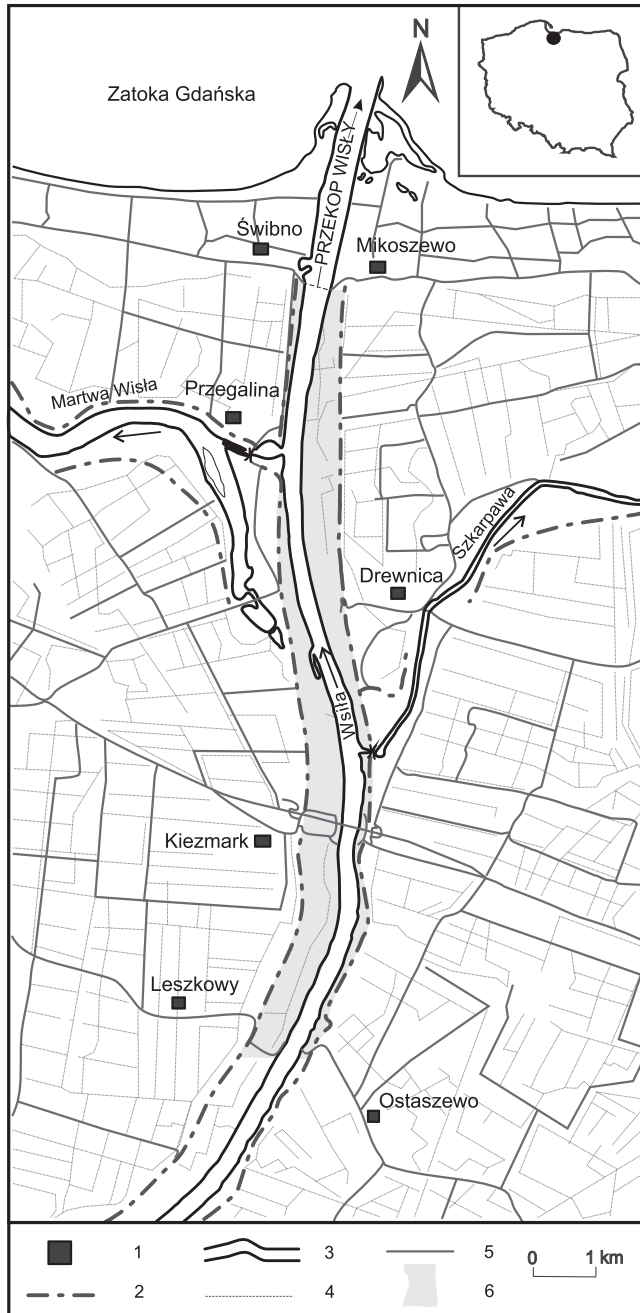 N
Zatoka Gdańska
PRZEKOP WISŁY
Świbno
Mikoszewo
Martwa Wisła
Przegalina
Szkarpawa
Drewnica
Wsiła
Kiezmark
Leszkowy
Ostaszewo
1
3
5
0
1 km
2
4
6